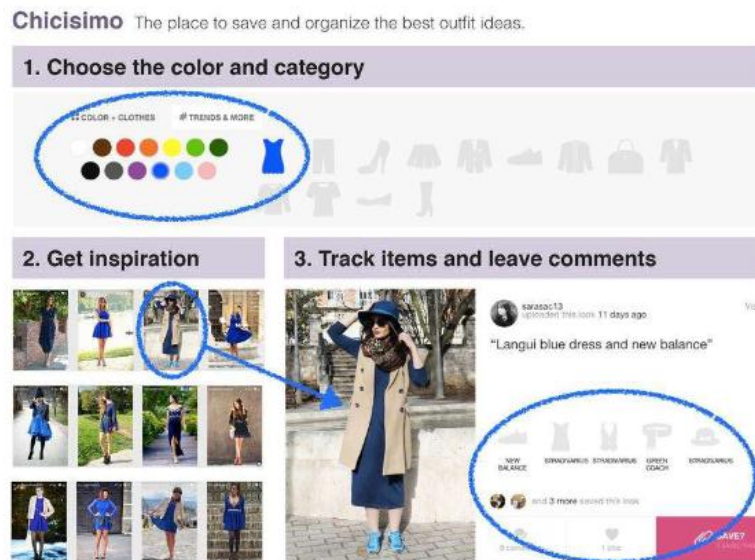 Chicisimo The place to save and organize the best outfit ideas.
1. Choose the color and category
COLOR + CLOTHES
# TRENDS & MORE
2. Get inspiration
3. Track items and leave comments
sarasac13
uploaded this look 11 days ago
"Langui blue dress and new balance"
NEW BALANCE
STRADIVARIUS
STRADIVARIUS
GREEN COACH
STRADIVARIUS
and 3 more saved this look
SAVE?